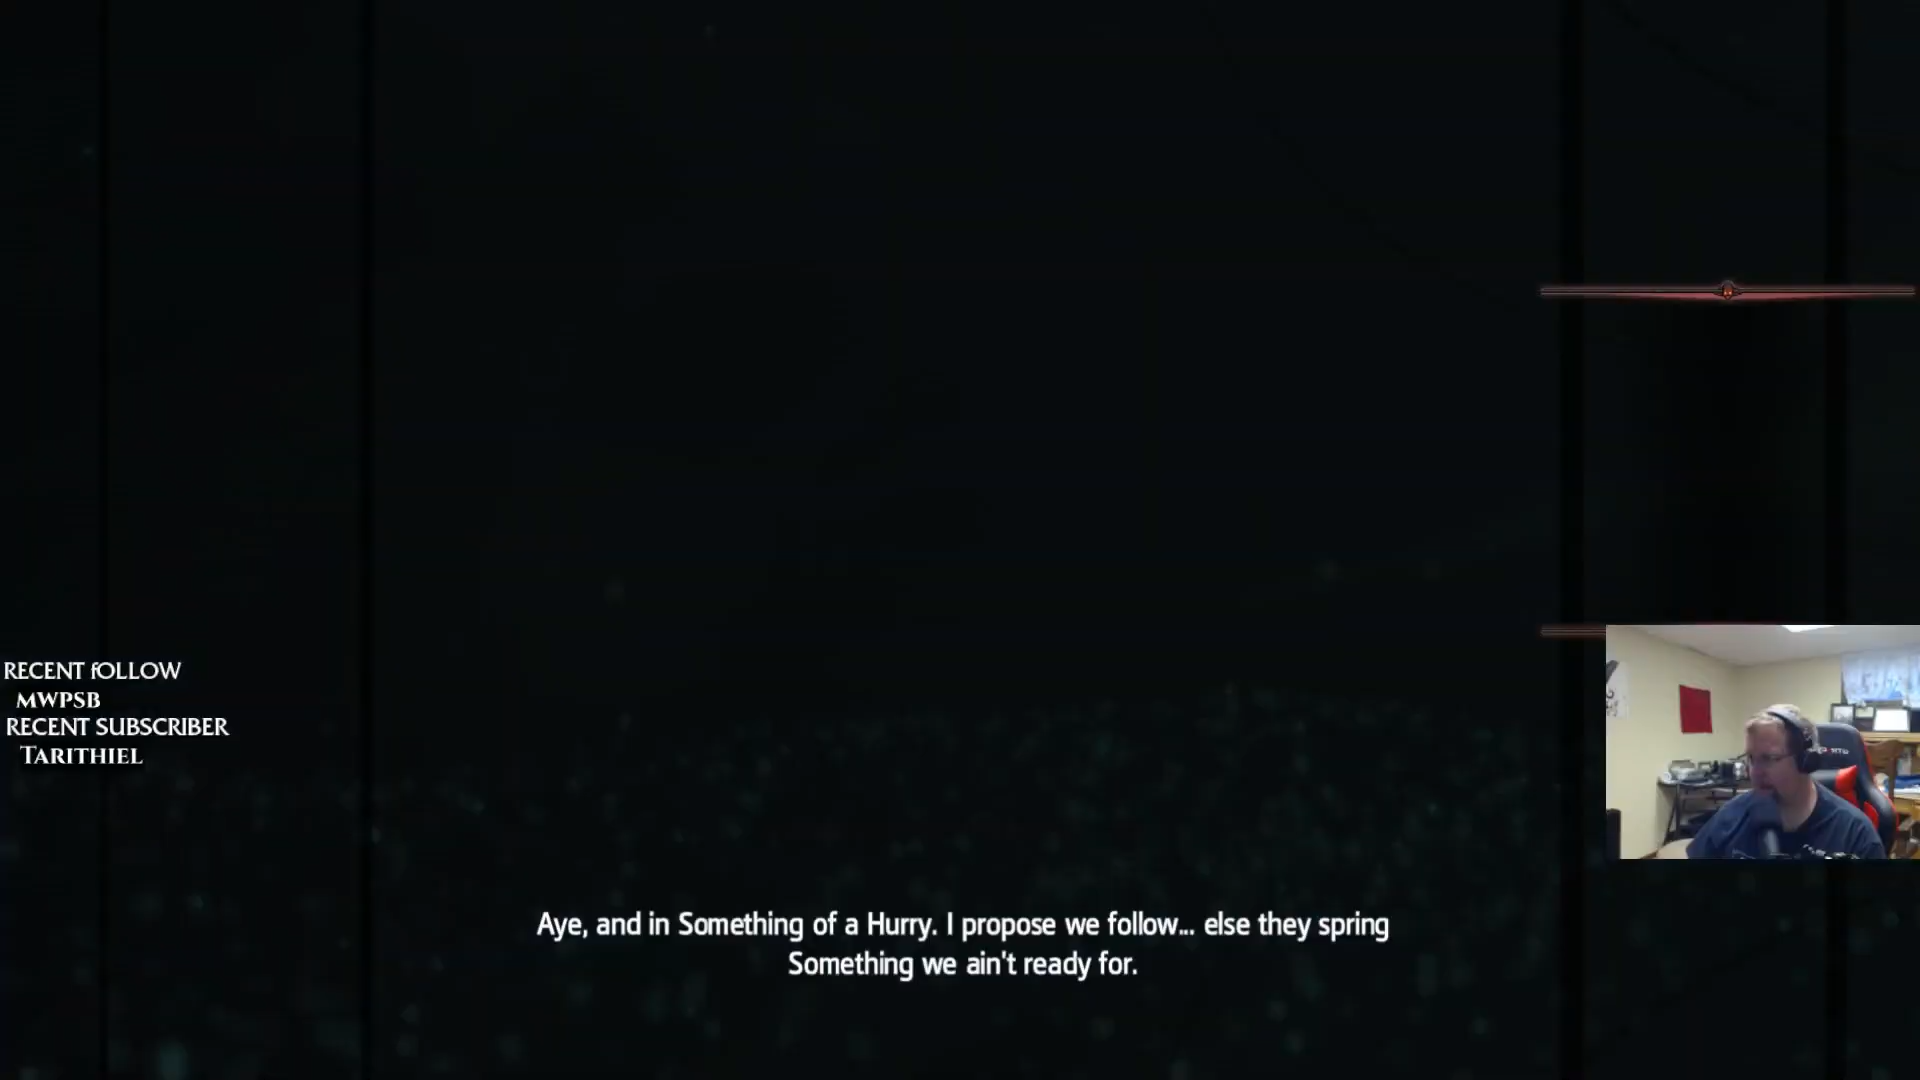 RECENT fOLLOW
MWPSB
RECENT SUBSCRIBER
TARITHIEL
Aye, and in Something of a Hurry. I propose we follow... else they spring
Something we ain't ready for.